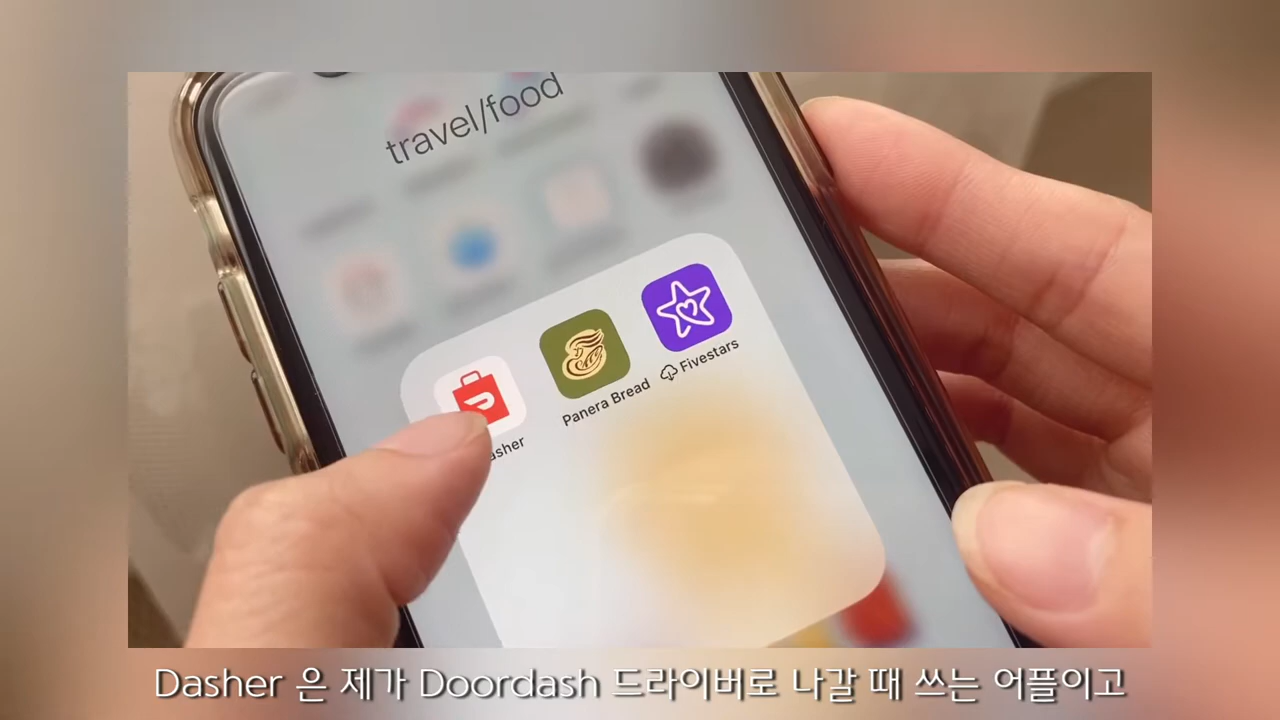 travel/food
Fivestars
Panera Bread
asher
Dasher 은 제가 Doordash 드라이버로 나갈 때 쓰는 어플이고